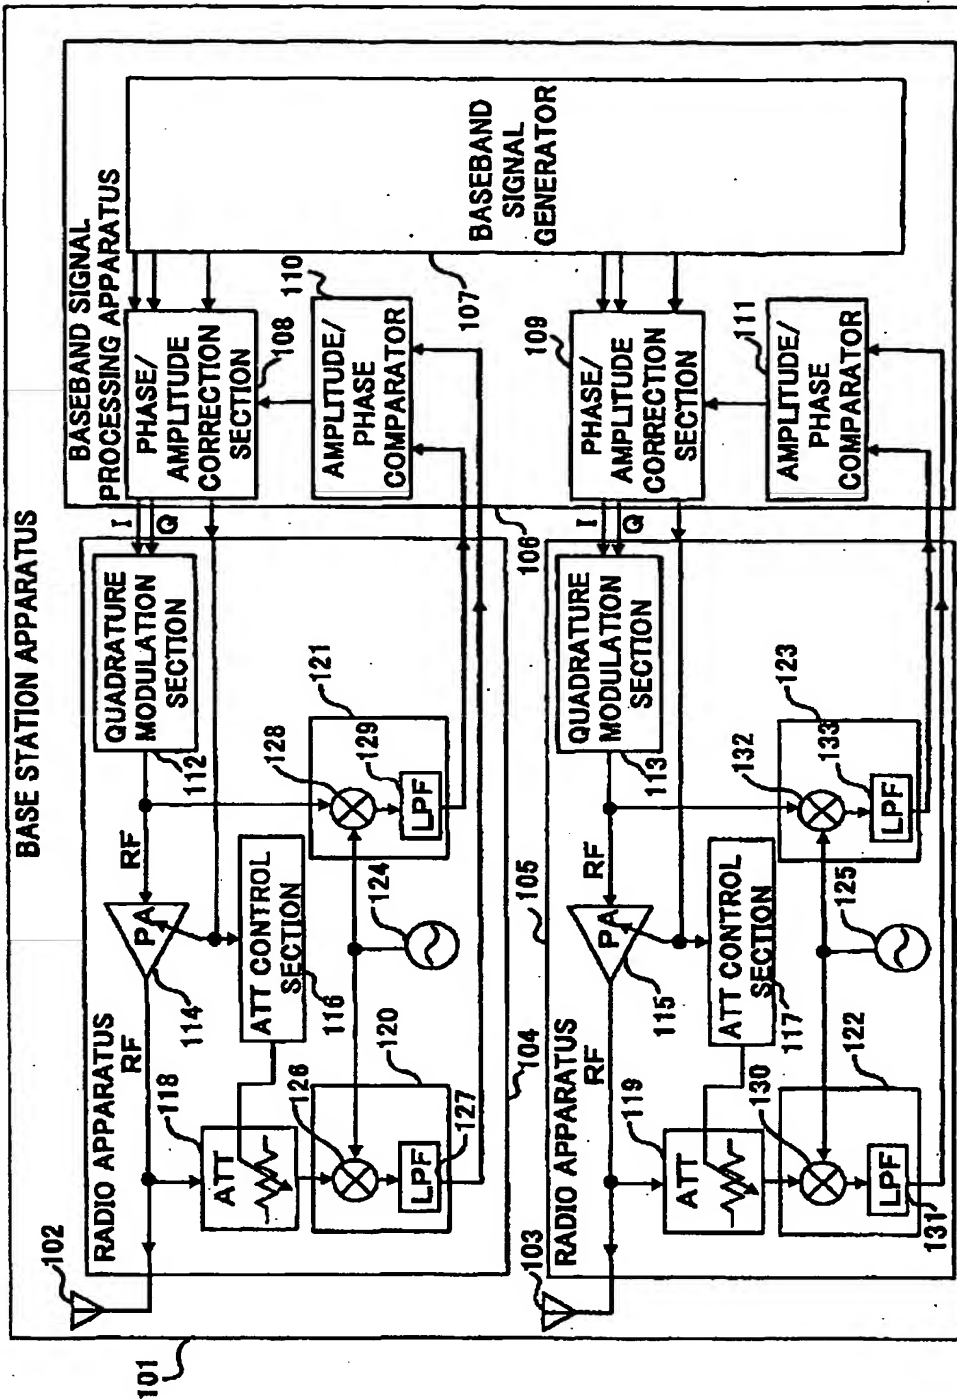 BASE STATION APPARATUS
101
102
RADIO APPARATUS
104
RF
PA
114
RF
112
QUADRATURE
MODULATION
SECTION
I
Q
BASEBAND SIGNAL
PROCESSING APPARATUS
PHASE/
AMPLITUDE
CORRECTION
SECTION
108
118
ATT
ATT CONTROL
SECTION
116
120
126
LPF
127
124
128
129
LPF
121
AMPLITUDE/
PHASE
COMPARATOR
110
107
BASEBAND
SIGNAL
GENERATOR
106
103
RADIO APPARATUS
105
RF
PA
115
RF
113
QUADRATURE
MODULATION
SECTION
I
Q
109
PHASE/
AMPLITUDE
CORRECTION
SECTION
119
ATT
ATT CONTROL
SECTION
117
122
130
LPF
131
125
132
133
LPF
123
AMPLITUDE/
PHASE
COMPARATOR
111